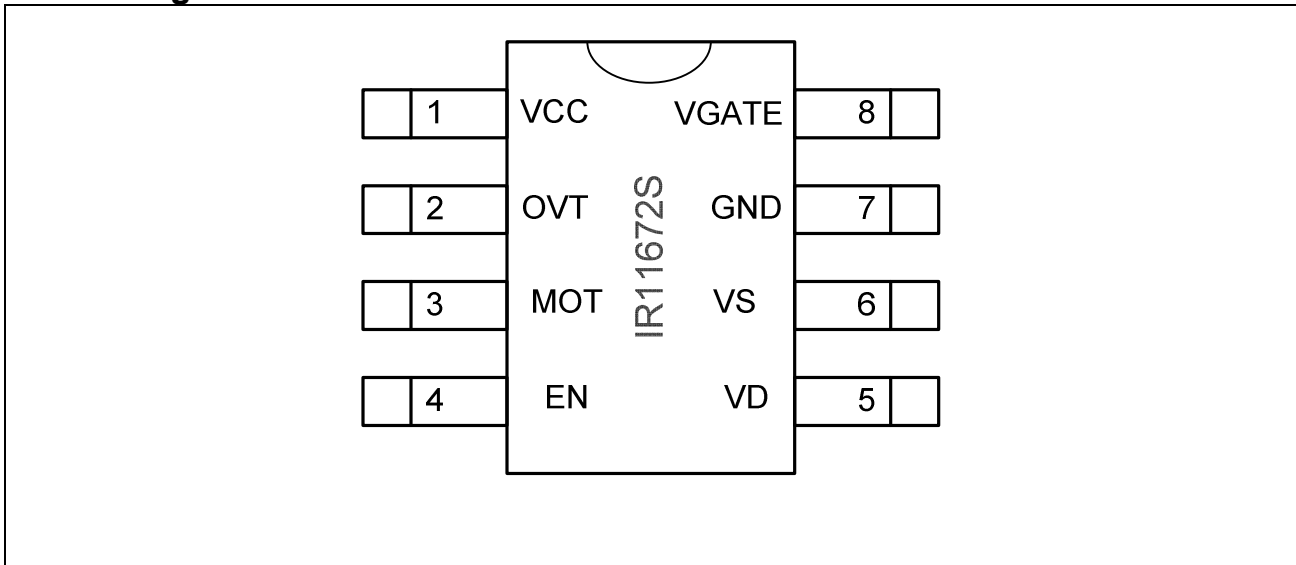 1 VCC VGATE 8
2 OVT GND 7
IR11672S
3 MOT VS 6
4 EN VD 5